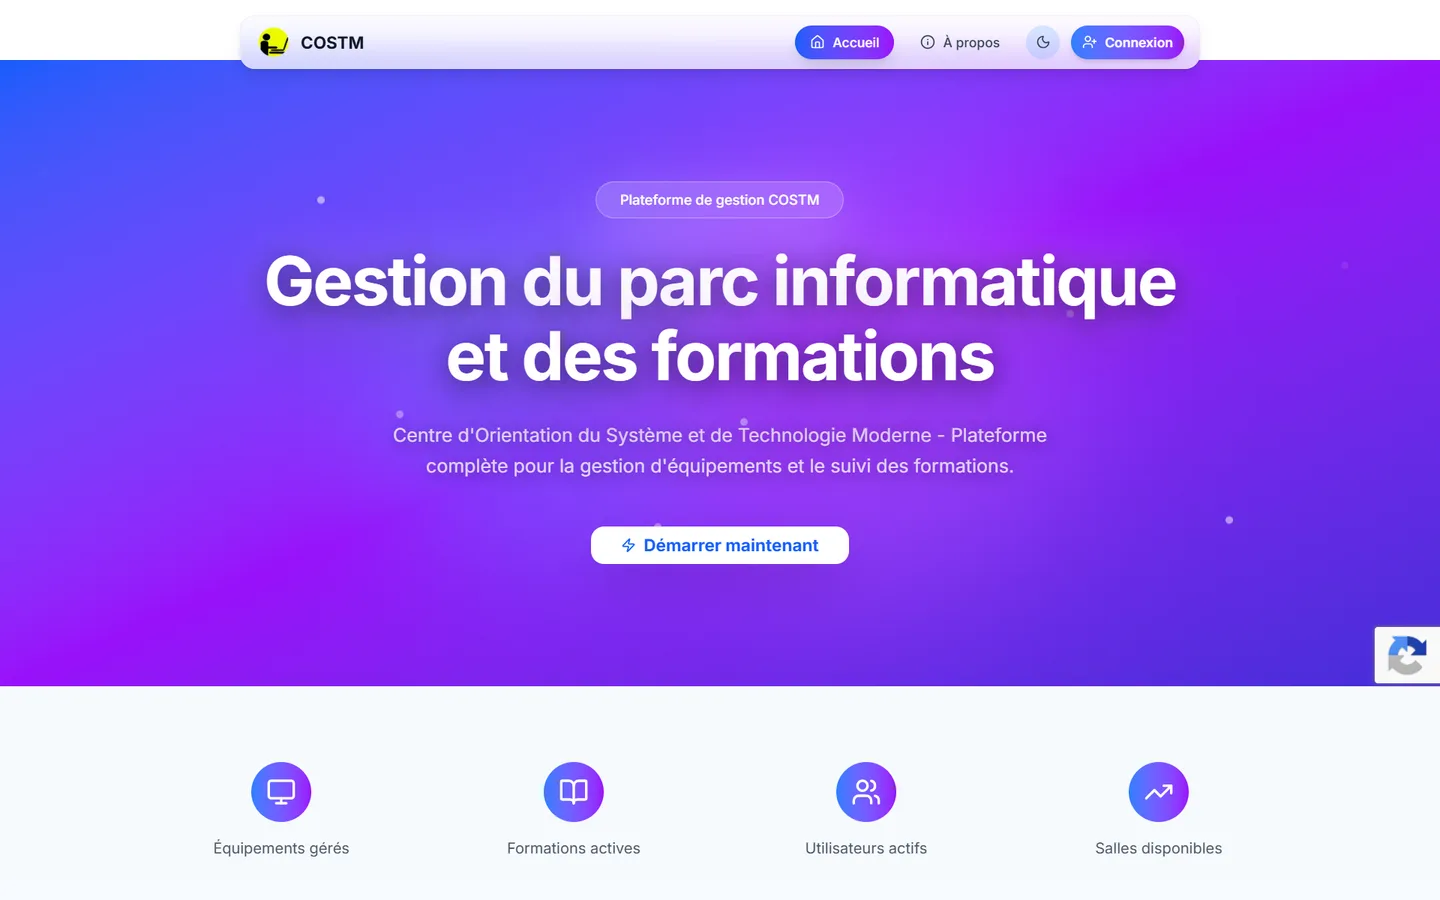 COSTM
Accueil
À propos
Connexion
Plateforme de gestion COSTM
Gestion du parc informatique
et des formations
Centre d'Orientation du Système et de Technologie Moderne - Plateforme
complète pour la gestion d'équipements et le suivi des formations.
Démarrer maintenant
Équipements gérés
Formations actives
Utilisateurs actifs
Salles disponibles